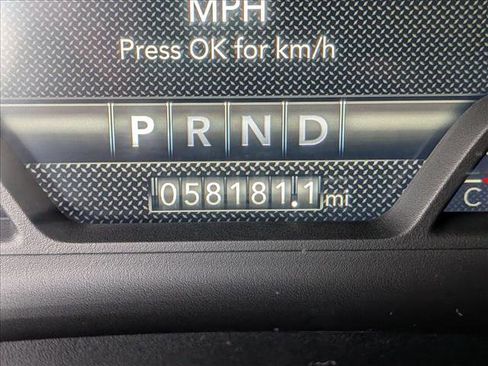 MPH
Press OK for km/h
P R N D
058181.1 mi
C